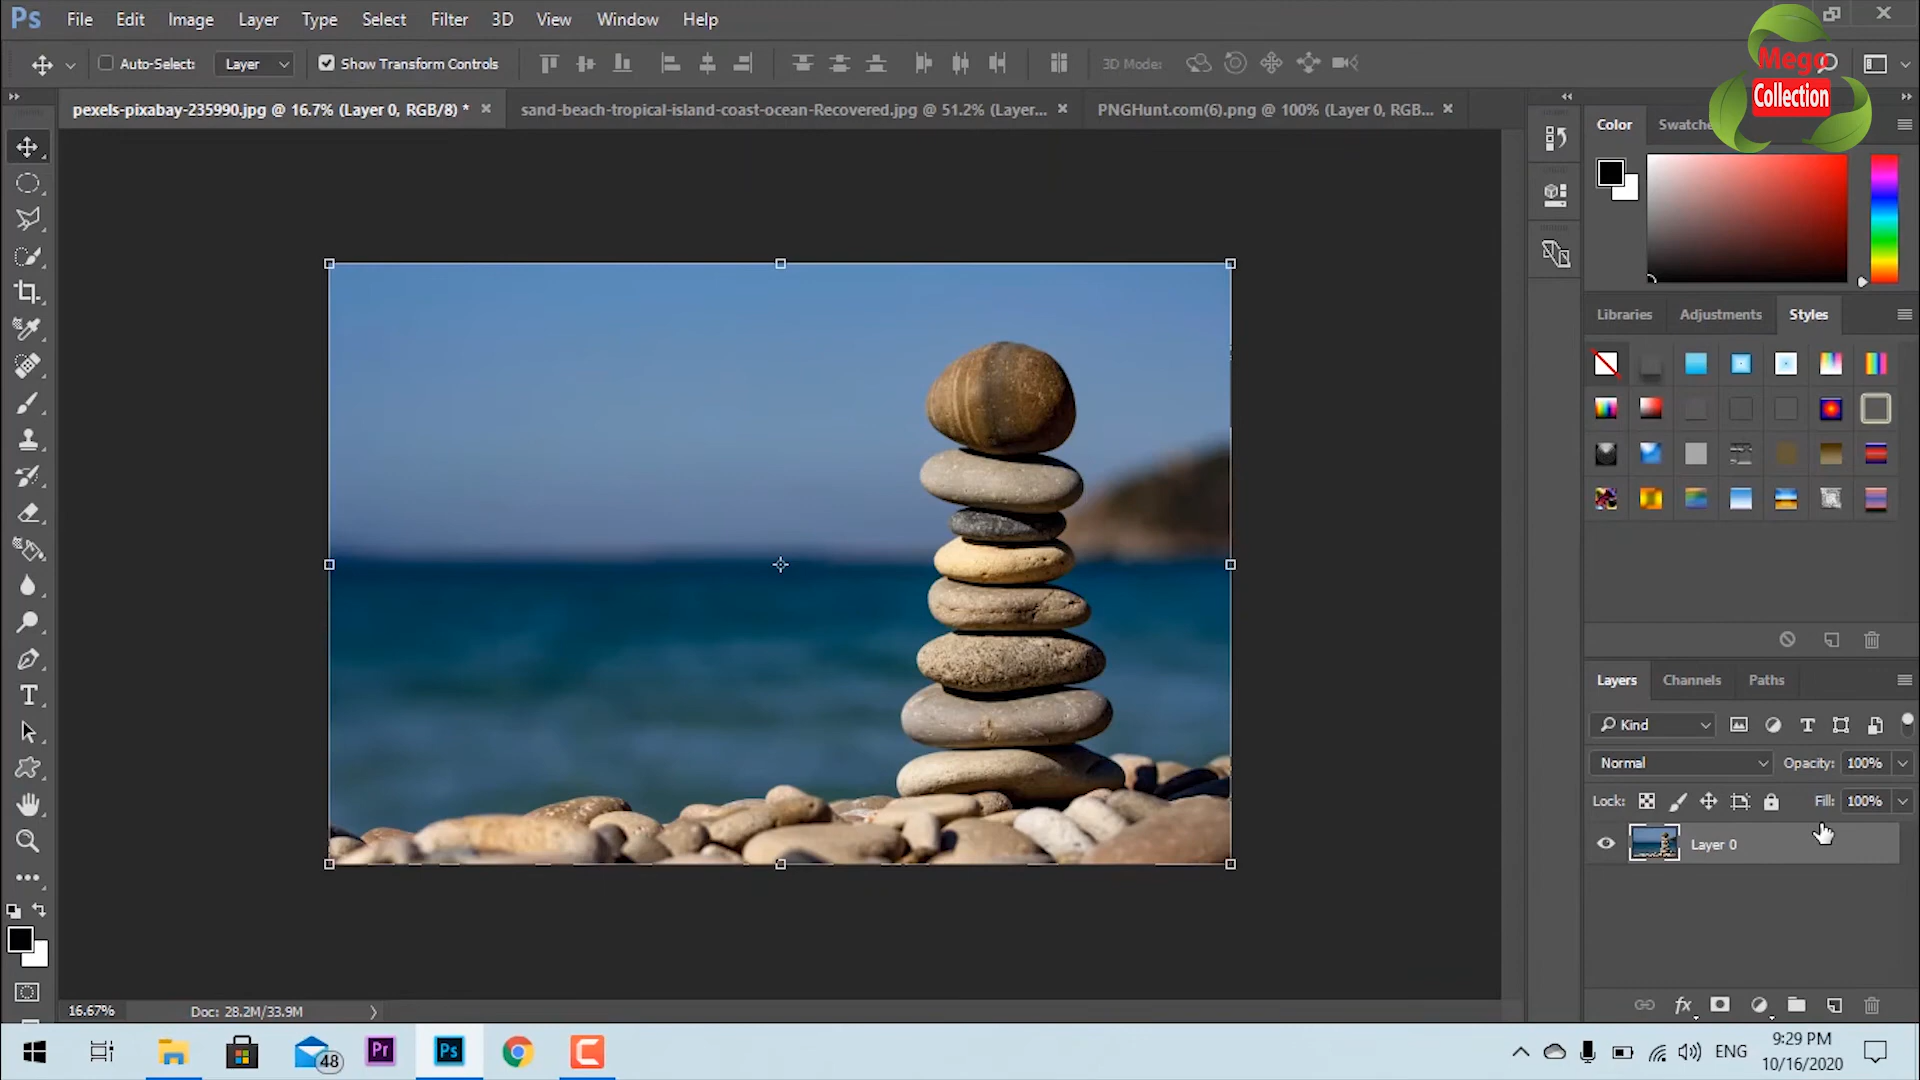 Ps File Edit Image Layer Type Select Filter 3D View Window Help
Auto-Select: Layer Show Transform Controls 3D Mode:
Mego
Collection
pexels-pixabay-235990.jpg @ 16.7% (Layer 0, RGB/8) * sand-beach-tropical-island-coast-ocean-Recovered.jpg @ 51.2% (Layer... PNGHunt.com(6).png @ 100% (Layer 0, RGB...
Color
Libraries Adjustments Styles
Layers Channels Paths
Kind
Normal Opacity: 100%
Lock: Fill: 100%
Layer 0
fx
16.67% Doc: 28.2M/33.9M
48 Pr Ps ENG 9:29 PM
10/16/2020